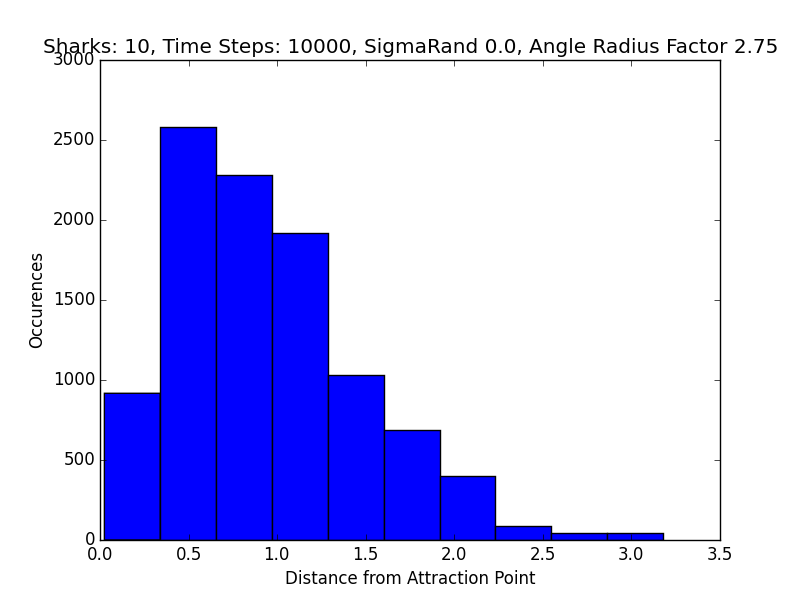 Sharks: 10, Time Steps: 10000, SigmaRand 0.0, Angle Radius Factor 2.75
3000
2500
2000
1500
1000
500
0
Occurences
0.0 0.5 1.0 1.5 2.0 2.5 3.0 3.5
Distance from Attraction Point